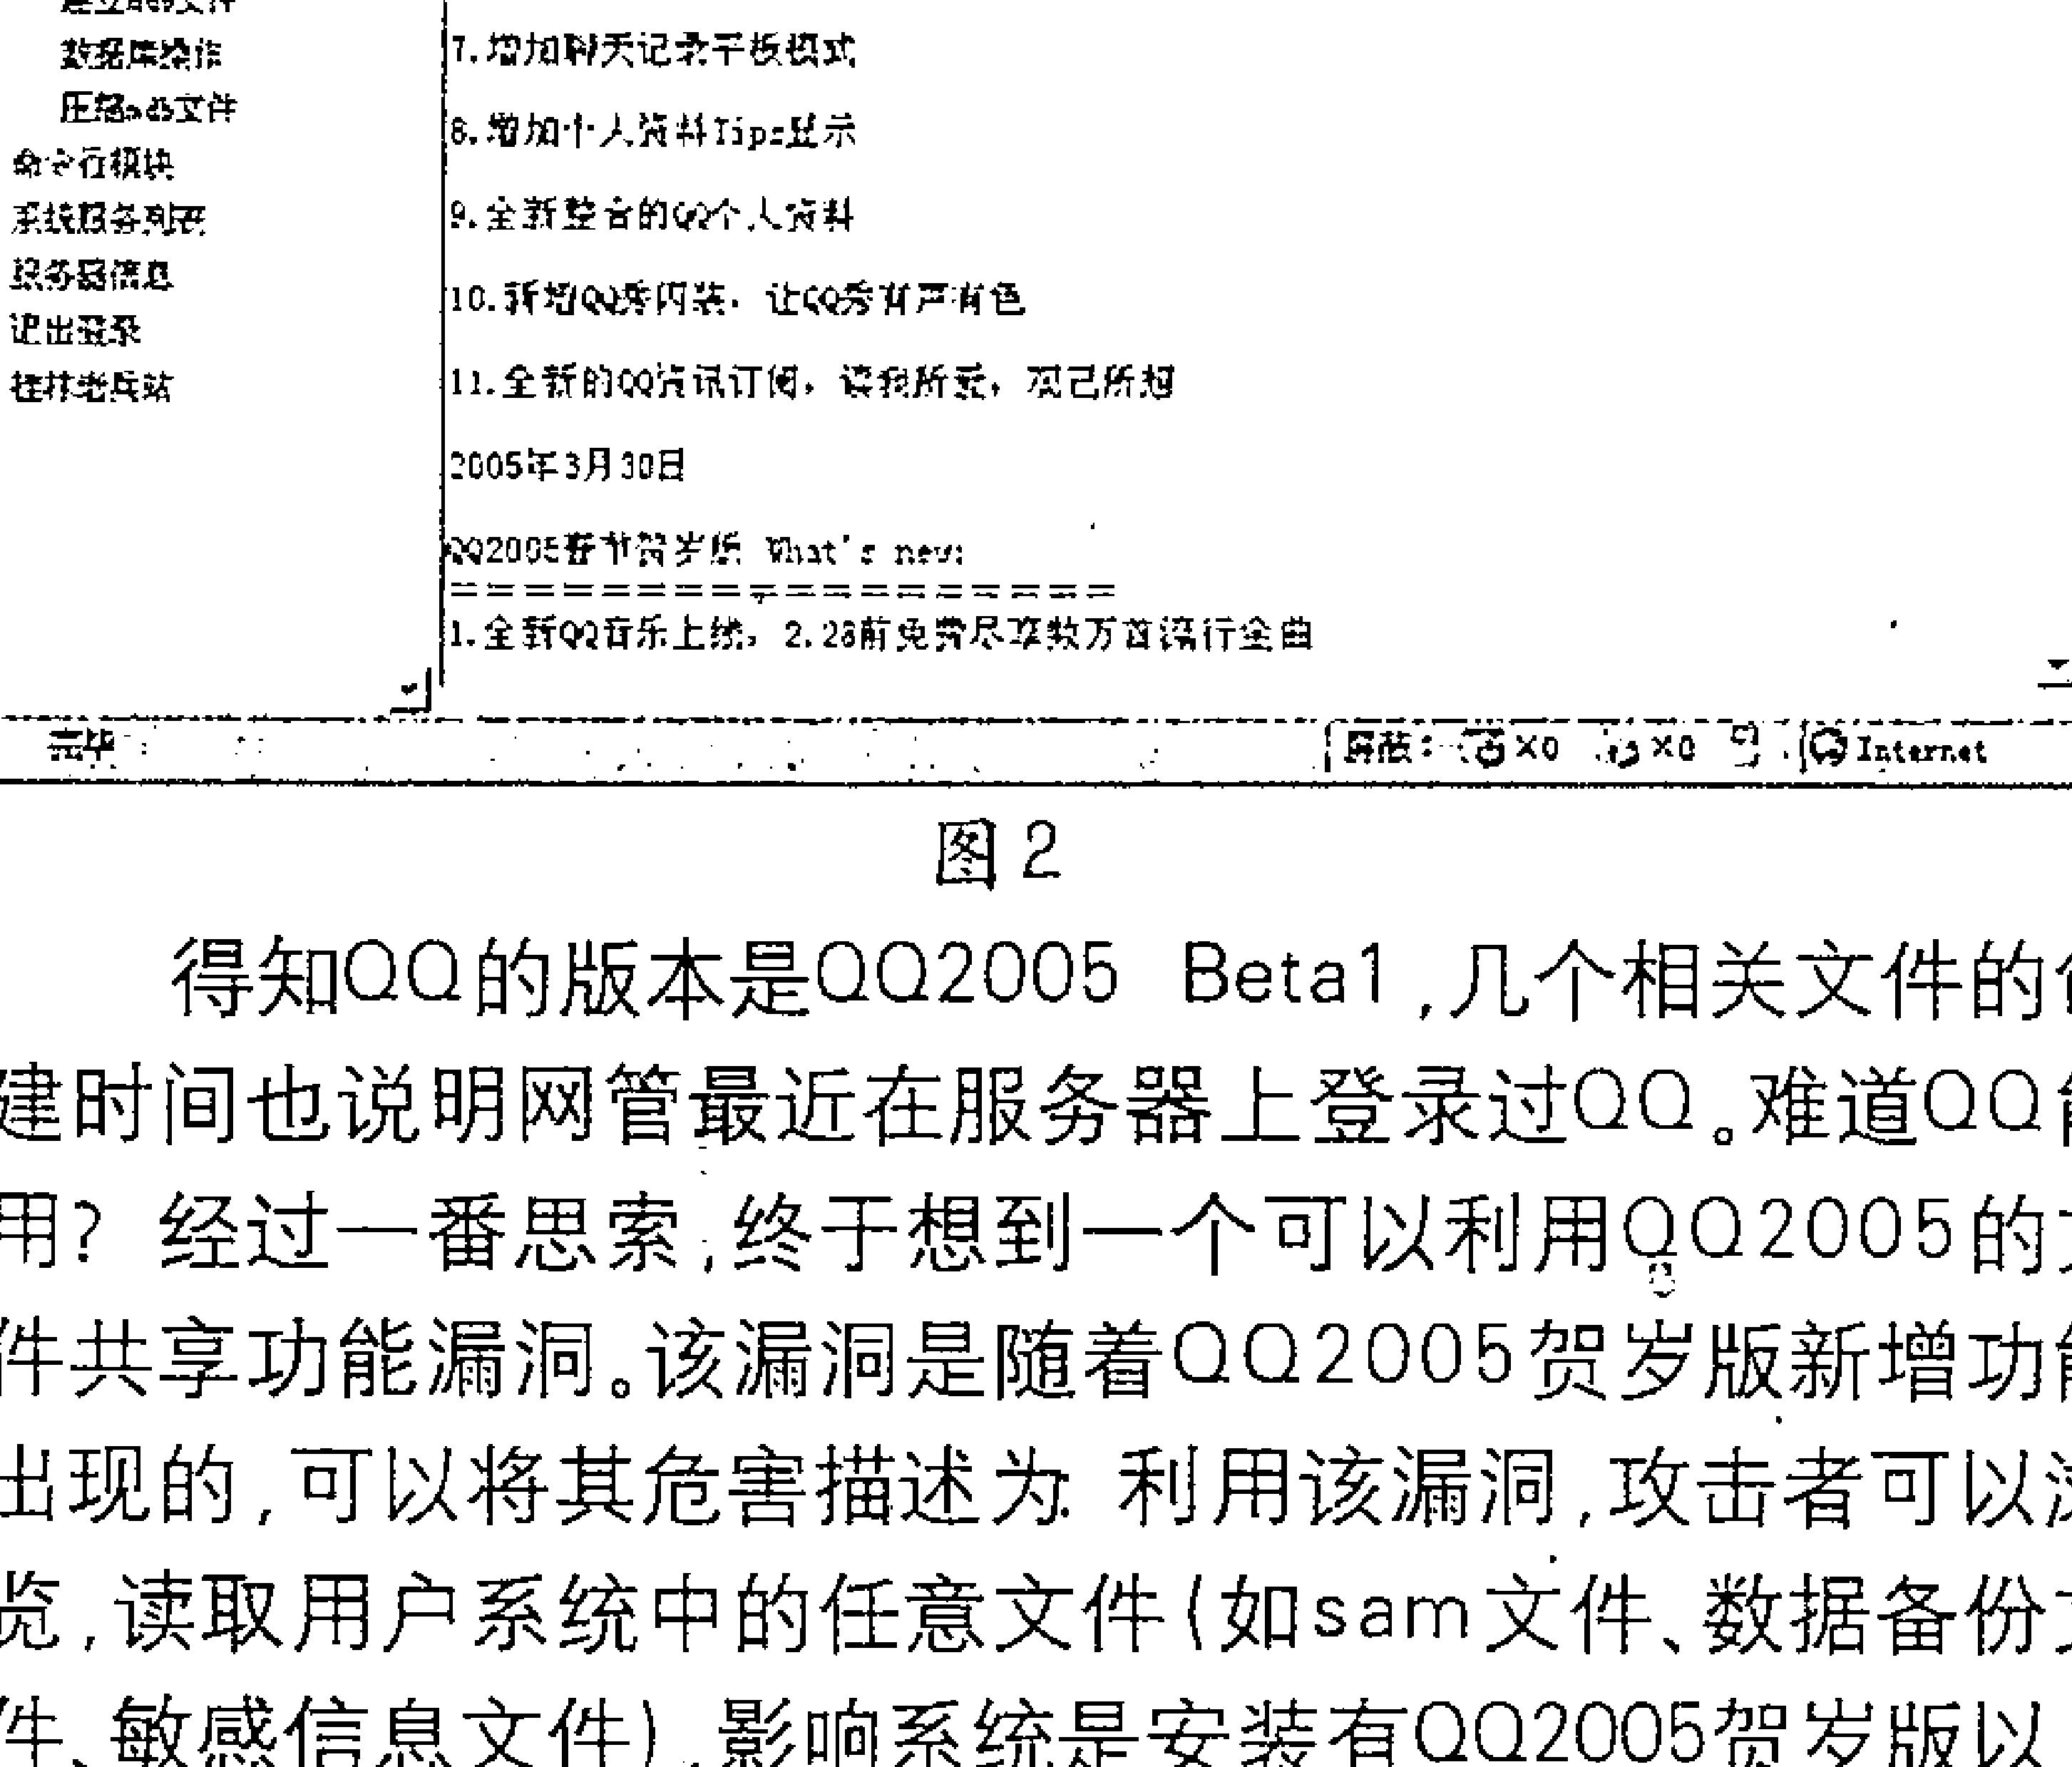 数据库操作
压缩mdb文件
命令行模块
系统服务列表
服务器信息
退出登录
桂林老兵站
7.增加聊天记录平板模式
8.增加个人资料Tips显示
9.全新整合的QQ个人资料
10.新增QQ秀闪装，让QQ秀有声有色
11.全新的QQ资讯订阅，读我所爱，观己所想
2005年3月30日
QQ2005春节贺岁版 What's new:
==================
1.全新QQ音乐上线，2.28前免费尽享数万首流行金曲
完毕
屏蔽： ×0 ×0 Internet
图2
得知QQ的版本是QQ2005 Beta1,几个相关文件的
建时间也说明网管最近在服务器上登录过QQ。难道QQ
用? 经过一番思索,终于想到一个可以利用QQ2005的
件共享功能漏洞。该漏洞是随着QQ2005贺岁版新增功
出现的,可以将其危害描述为: 利用该漏洞,攻击者可以
览,读取用户系统中的任意文件(如sam文件、数据备份
件、敏感信息文件),影响系统是安装有QQ2005贺岁版以